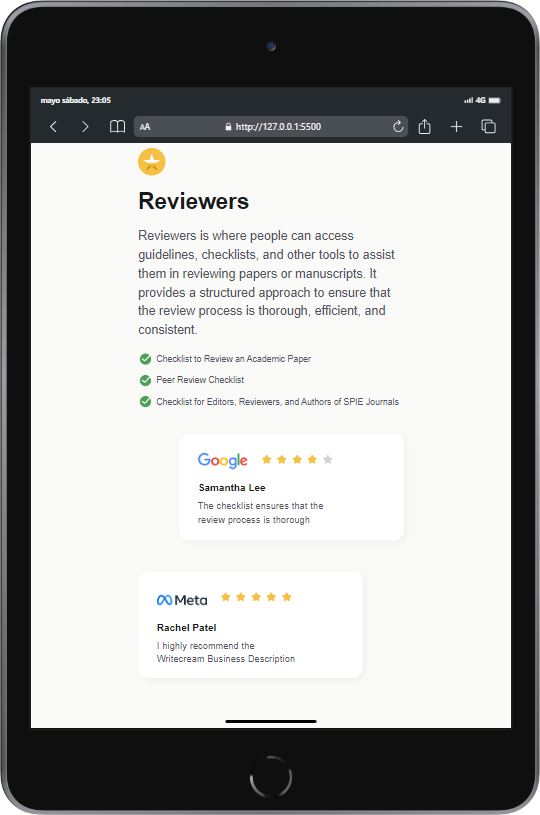 mayo sábado, 23:05
4G
AA
http://127.0.0.1:5500
Reviewers
Reviewers is where people can access
guidelines, checklists, and other tools to assist
them in reviewing papers or manuscripts. It
provides a structured approach to ensure that
the review process is thorough, efficient, and
consistent.
Checklist to Review an Academic Paper
Peer Review Checklist
Checklist for Editors, Reviewers, and Authors of SPIE Journals
Google
Samantha Lee
The checklist ensures that the
review process is thorough
Meta
Rachel Patel
I highly recommend the
Writecream Business Description